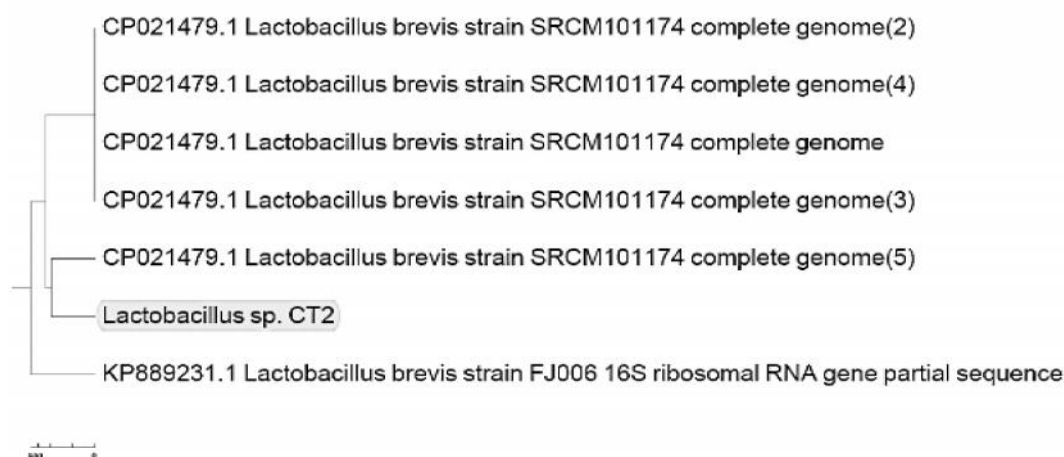 CP021479.1 Lactobacillus brevis strain SRCM101174 complete genome(2)
CP021479.1 Lactobacillus brevis strain SRCM101174 complete genome(4)
CP021479.1 Lactobacillus brevis strain SRCM101174 complete genome
CP021479.1 Lactobacillus brevis strain SRCM101174 complete genome(3)
CP021479.1 Lactobacillus brevis strain SRCM101174 complete genome(5)
Lactobacillus sp. CT2
KP889231.1 Lactobacillus brevis strain FJ006 16S ribosomal RNA gene partial sequence